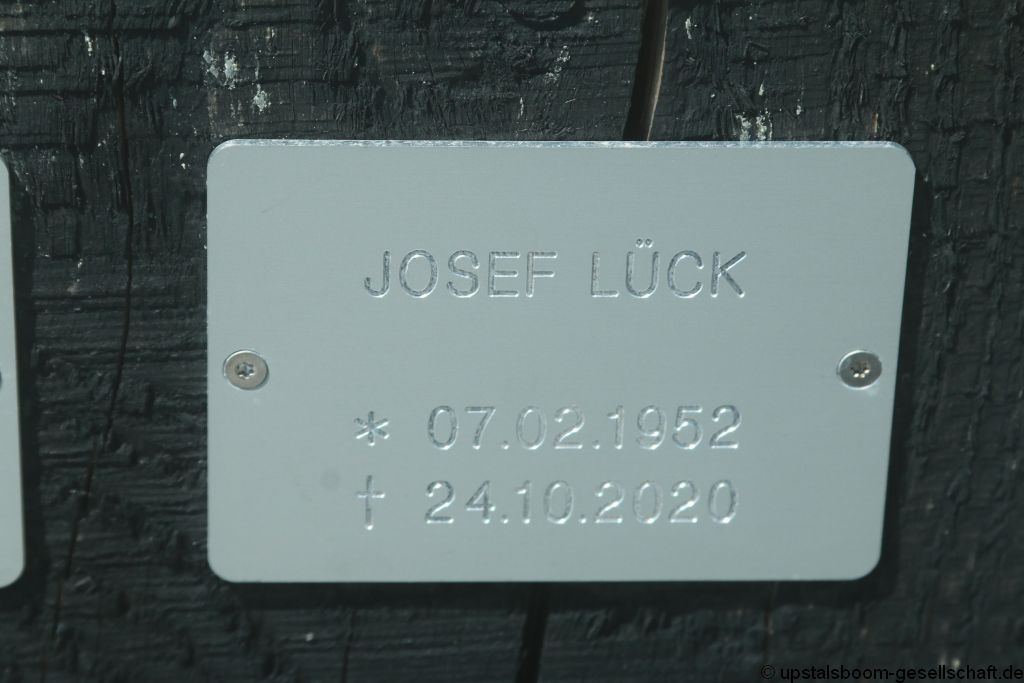 JOSEF LÜCK
* 07.02.1952
† 24.10.2020
© upstalsboom-gesellschaft.de